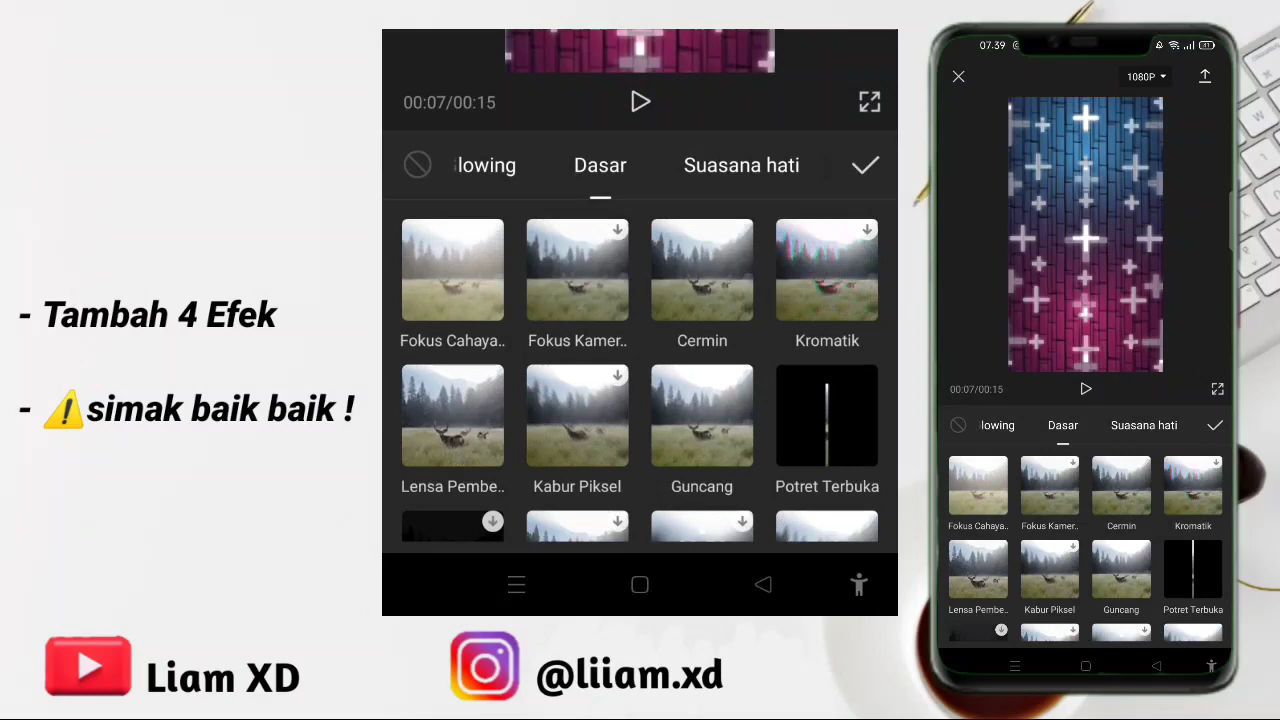 - Tambah 4 Efek
- ⚠️simak baik baik !
00:07/00:15
lowing Dasar Suasana hati
Fokus Cahaya.. Fokus Kamer.. Cermin Kromatik
Lensa Pembe.. Kabur Piksel Guncang Potret Terbuka
Liam XD
@liiam.xd
07.39
1080P
00:07/00:15
lowing Dasar Suasana hati
Fokus Cahaya.. Fokus Kamer.. Cermin Kromatik
Lensa Pembe.. Kabur Piksel Guncang Potret Terbuka